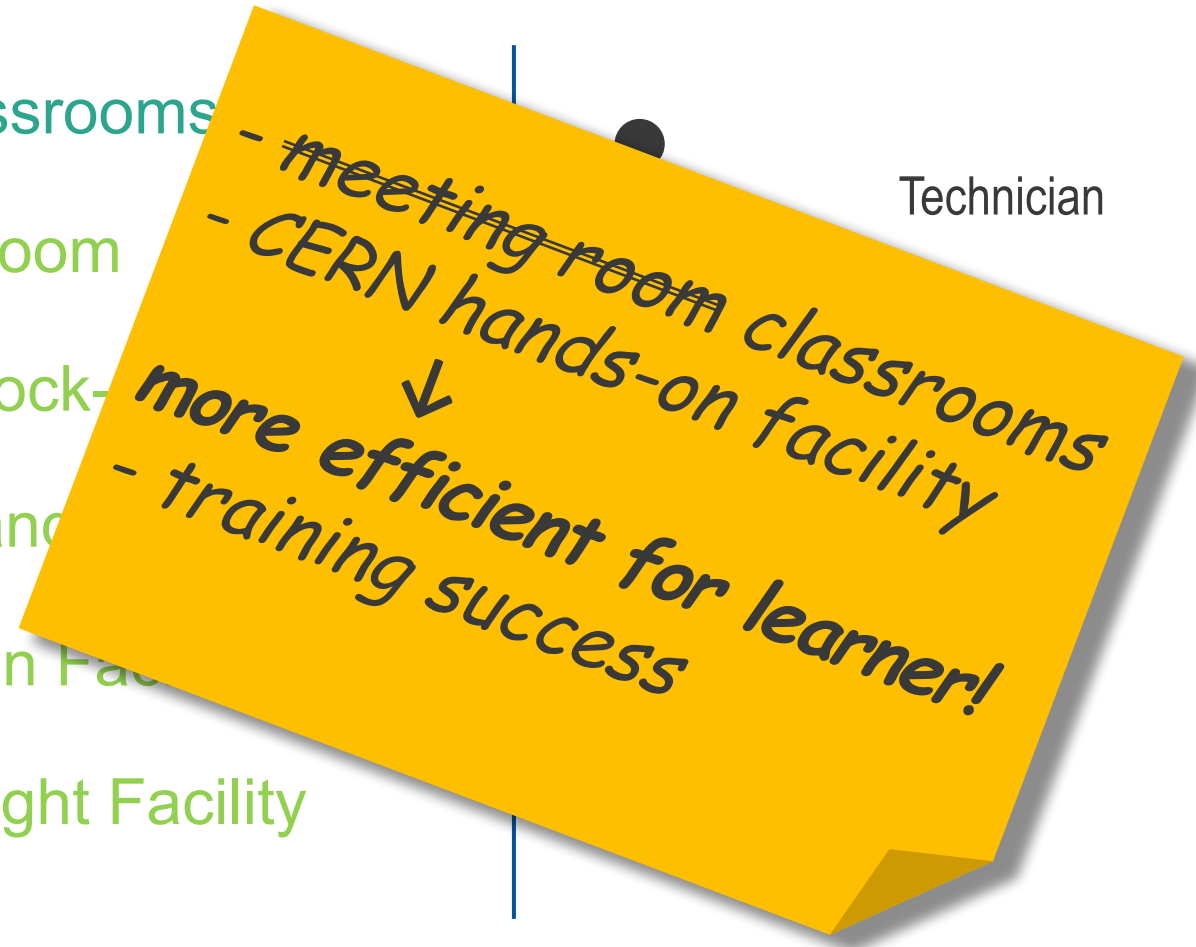 ssrooms
oom
ock-
n Fac
ght Facility
- meeting room classrooms
- CERN hands-on facility
↓
more efficient for learner!
- training success
Technician